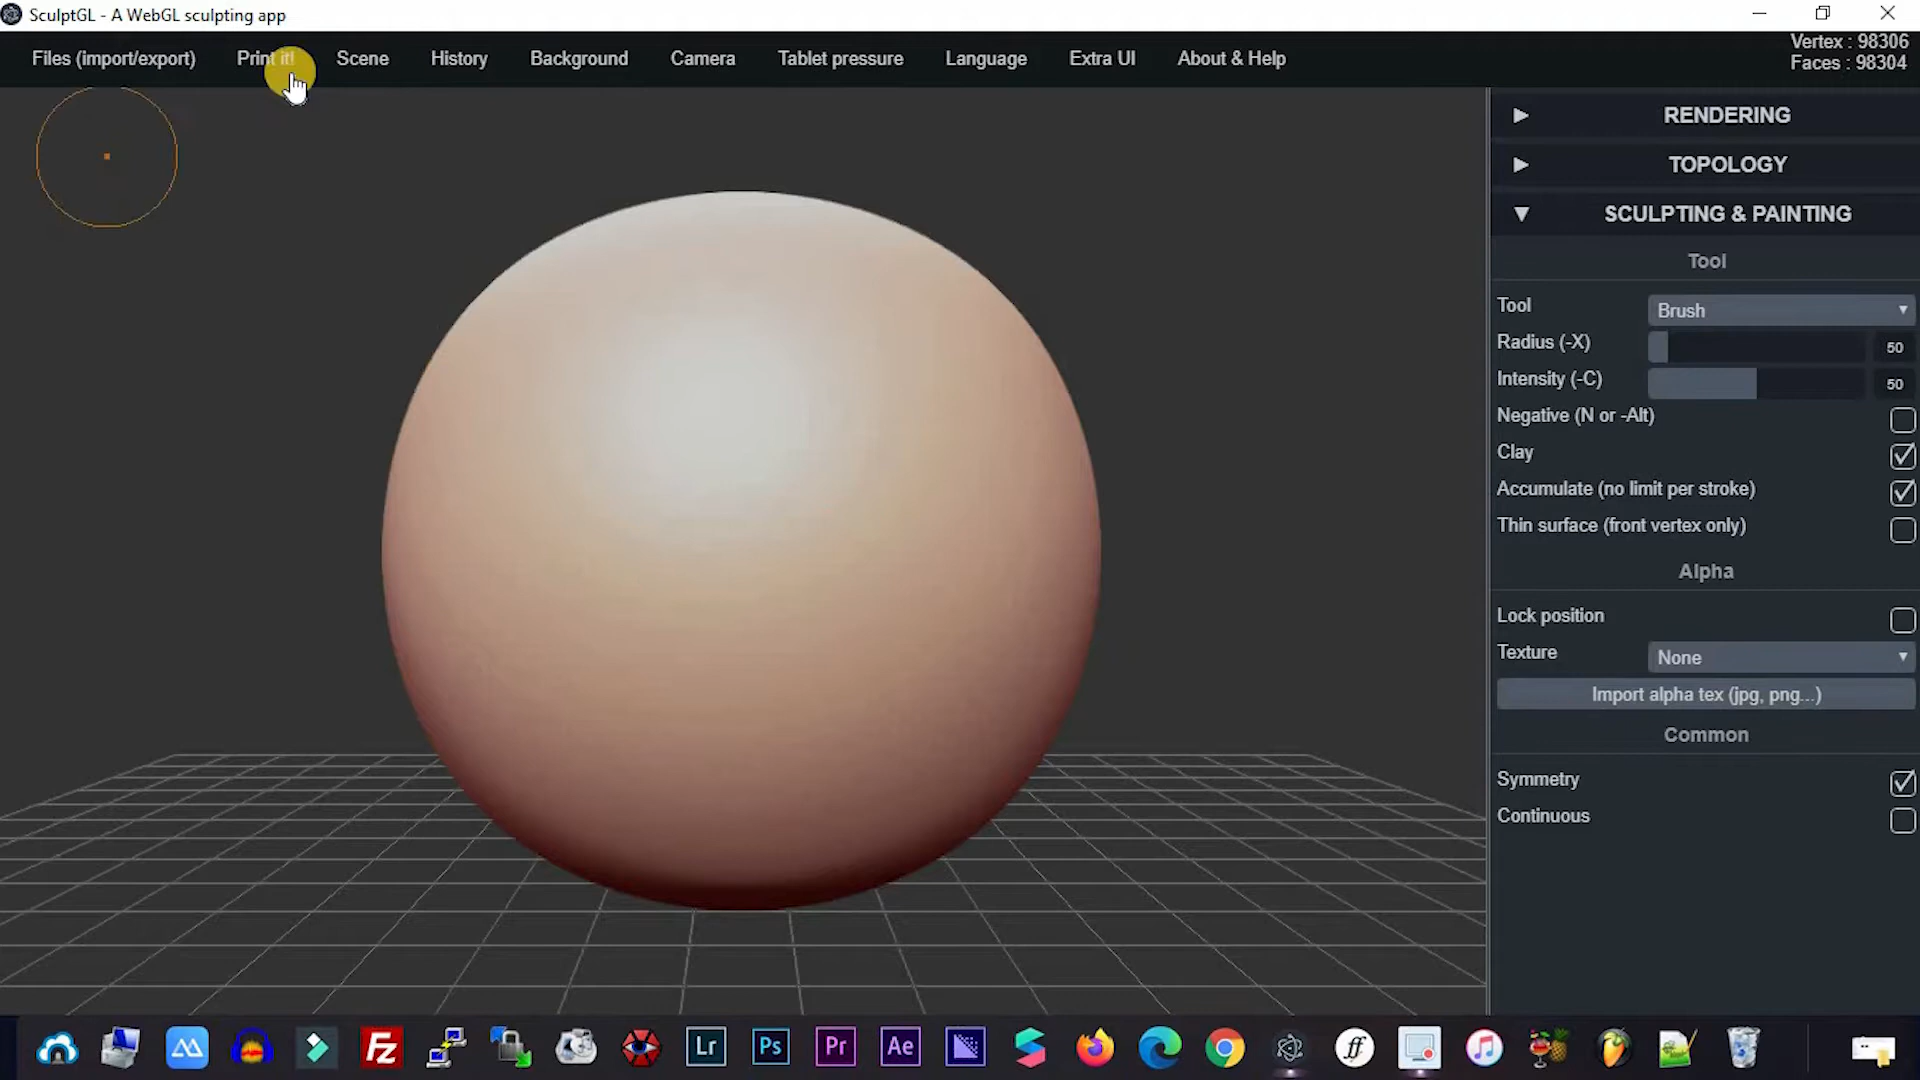 SculptGL - A WebGL sculpting app
Files (import/export) Print it! Scene History Background Camera Tablet pressure Language Extra UI About & Help
Vertex : 98306
Faces : 98304
RENDERING
TOPOLOGY
SCULPTING & PAINTING
Tool
Tool Brush
Radius (-X) 50
Intensity (-C) 50
Negative (N or -Alt)
Clay
Accumulate (no limit per stroke)
Thin surface (front vertex only)
Alpha
Lock position
Texture None
Import alpha tex (jpg, png...)
Common
Symmetry
Continuous
Fz Lr Ps Pr Ae ff